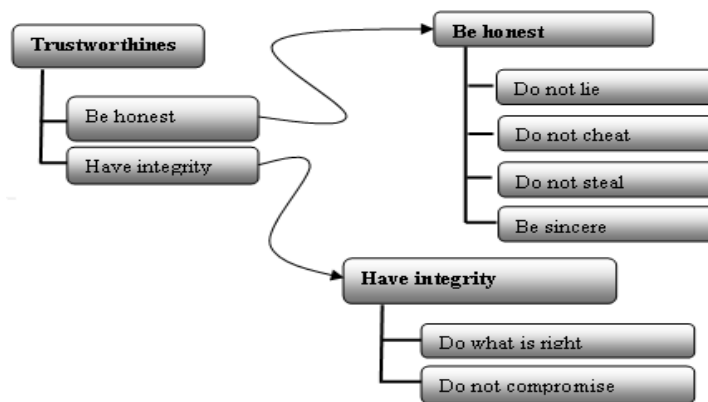 Trustworthines
Be honest
Have integrity
Be honest
Do not lie
Do not cheat
Do not steal
Be sincere
Have integrity
Do what is right
Do not compromise